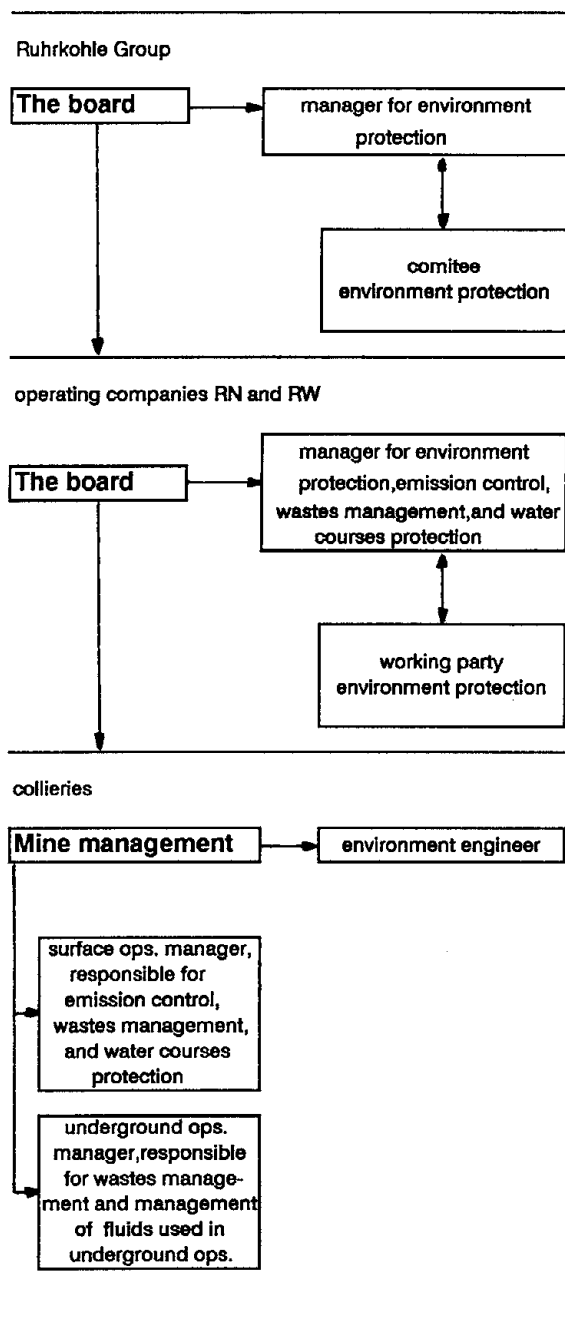 Ruhrkohle Group
The board
manager for environment
protection
comitee
environment protection
operating companies RN and RW
The board
manager for environment
protection,emission control,
wastes management,and water
courses protection
working party
environment protection
collieries
Mine management
environment engineer
surface ops. manager,
responsible for
emission control,
wastes management,
and water courses
protection
underground ops.
manager,responsible
for wastes manage-
ment and management
of fluids used in
underground ops.